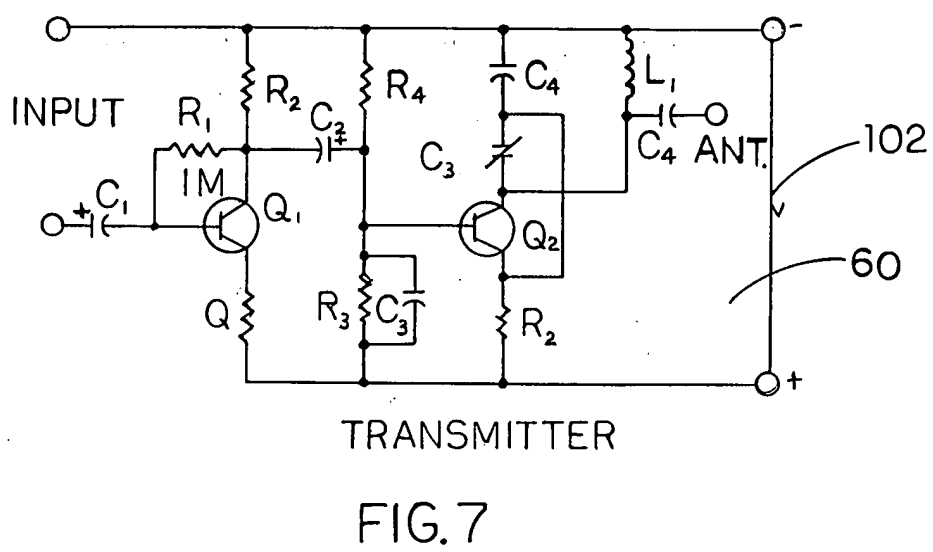 -
R₂
R₄
C₄
L₁
INPUT
R₁
C₂
+
C₃
C₄
ANT.
102
1M
+
C₁
Q₁
Q₂
60
Q
R₃
C₃
R₂
+
TRANSMITTER
FIG. 7